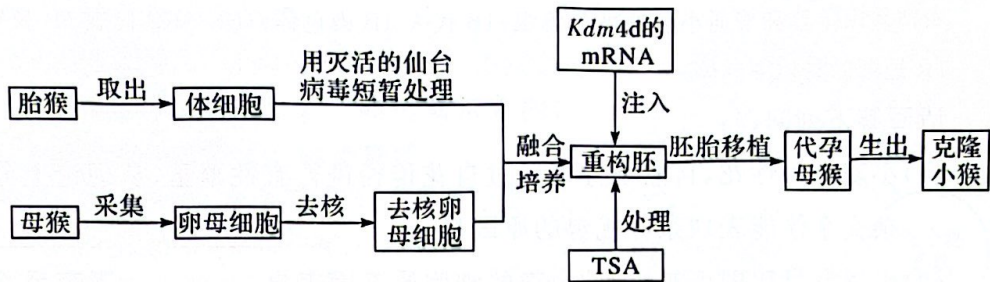 Kdm4d的
mRNA
用灭活的仙台
病毒短暂处理
注入
胎猴
取出
体细胞
融合
培养
重构胚
胚胎移植
代孕
母猴
生出
克隆
小猴
母猴
采集
卵母细胞
去核
去核卵
母细胞
处理
TSA